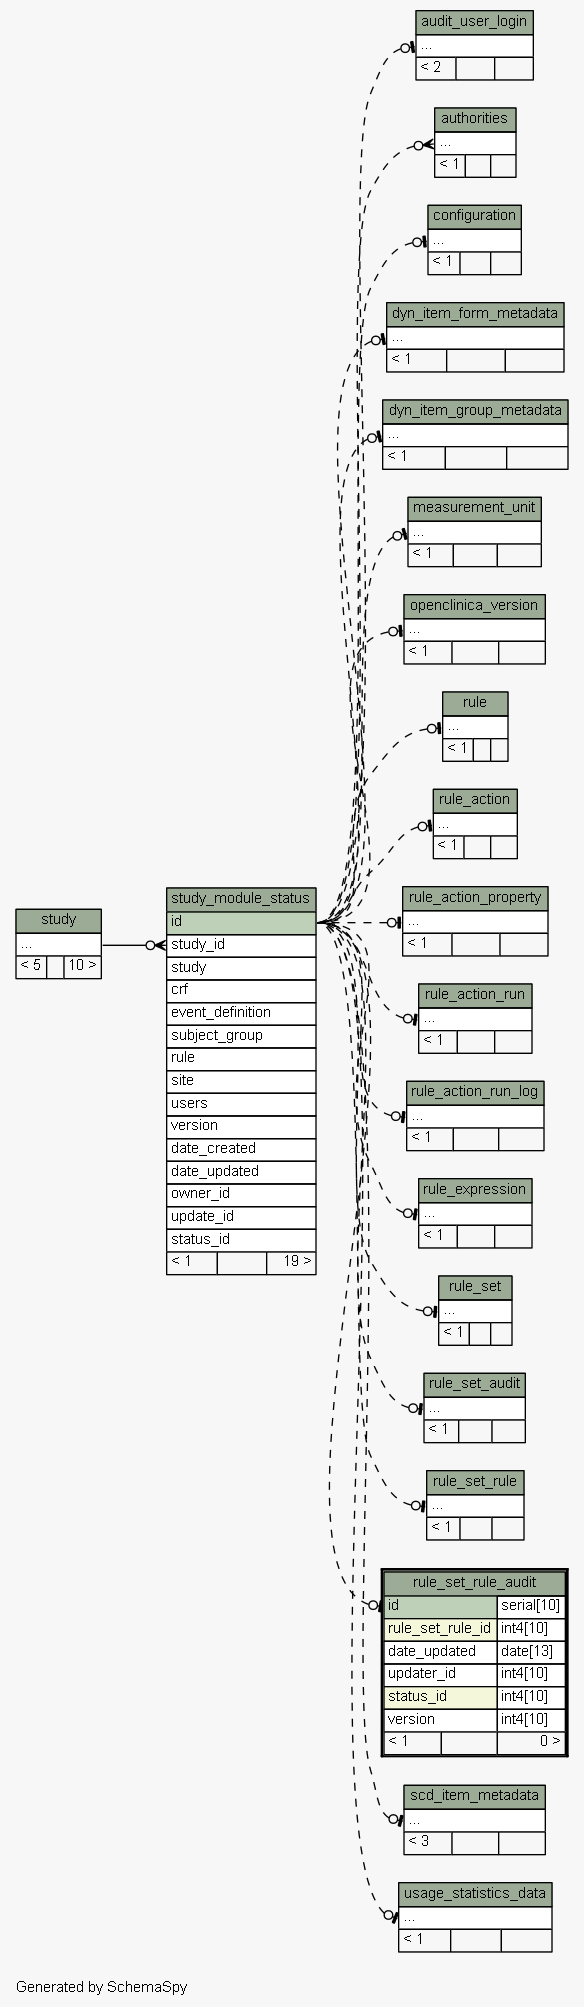 audit_user_login
...
< 2
authorities
...
< 1
configuration
...
< 1
dyn_item_form_metadata
...
< 1
dyn_item_group_metadata
...
< 1
measurement_unit
...
< 1
openclinica_version
...
< 1
rule
...
< 1
rule_action
...
< 1
study
...
< 5 10 >
study_module_status
id
study_id
study
crf
event_definition
subject_group
rule
site
users
version
date_created
date_updated
owner_id
update_id
status_id
< 1 19 >
rule_action_property
...
< 1
rule_action_run
...
< 1
rule_action_run_log
...
< 1
rule_expression
...
< 1
rule_set
...
< 1
rule_set_audit
...
< 1
rule_set_rule
...
< 1
rule_set_rule_audit
id serial[10]
rule_set_rule_id int4[10]
date_updated date[13]
updater_id int4[10]
status_id int4[10]
version int4[10]
< 1 0 >
scd_item_metadata
...
< 3
usage_statistics_data
...
< 1
Generated by SchemaSpy